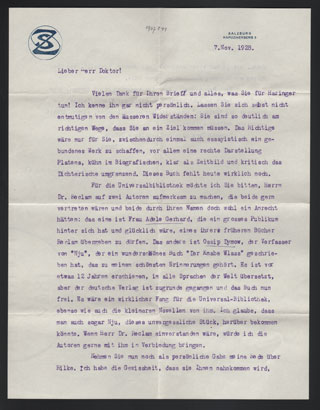 SZ
SALZBURG
KAPUZINERBERG 5
7.Nov. 1925.
Lieber Herr Doktor!
Vielen Dank für Ihren Brief und alles, was Sie für Hadinger
tun! Ich kenne ihn gar nicht persönlich. Lassen Sie sich selbst nicht
entmutigen von den äusseren Widerständen: Sie sind so deutlich am
richtigen Wege, dass Sie an ein Ziel kommen müssen. Das Richtige
wäre nur für Sie, zwischendurch einmal auch essayistisch ein ge-
bundenes Werk zu schaffen, vor allem eine rechte Darstellung
Platens, kühn im Biografischen, klar als Zeitbild und kritisch das
Dichterische umgrenzend. Dieses Buch fehlt heute wirklich noch.
Für die Universalbibliothek möchte ich Sie bitten, Herrn
Dr. Reclam auf zwei Autoren aufmerksam zu machen, die beide gern
vertreten wären und beide durch ihren Namen doch wohl ein Anrecht
hätten: das eine ist Frau Adele Gerhard, die ein grosses Publikum
hinter sich hat und glücklich wäre, eines ihrer früheren Bücher
Reclam übergeben zu dürfen. Das andere ist Ossip Dymow, der Verfasser
von "Nju", der ein wunderschönes Buch "Der Knabe Wlass" geschrie-
ben hat, das zu meinen schönsten Erinnerungen gehört. Es ist vor
etwa 12 Jahren erschienen, in alle Sprachen der Welt übersetzt,
aber der deutsche Verlag ist zugrunde gegangen und das Buch nun
frei. Es wäre ein wirklicher Fang für die Universal-Bibliothek,
ebenso wie auch die kleineren Novellen von ihm. Ich glaube, dass
man auch sogar Nju, dieses unvergessliche Stück, herüber bekommen
könnte. Wenn Herr Dr. Reclam einverstanden wäre, würde ich die
Autoren gerne mit ihm in Verbindung bringen.
Nehmen Sie nun noch als persönliche Gabe meine Rede über
Rilke. Ich habe die Gewissheit, dass sie Ihnen nahekommen wird.